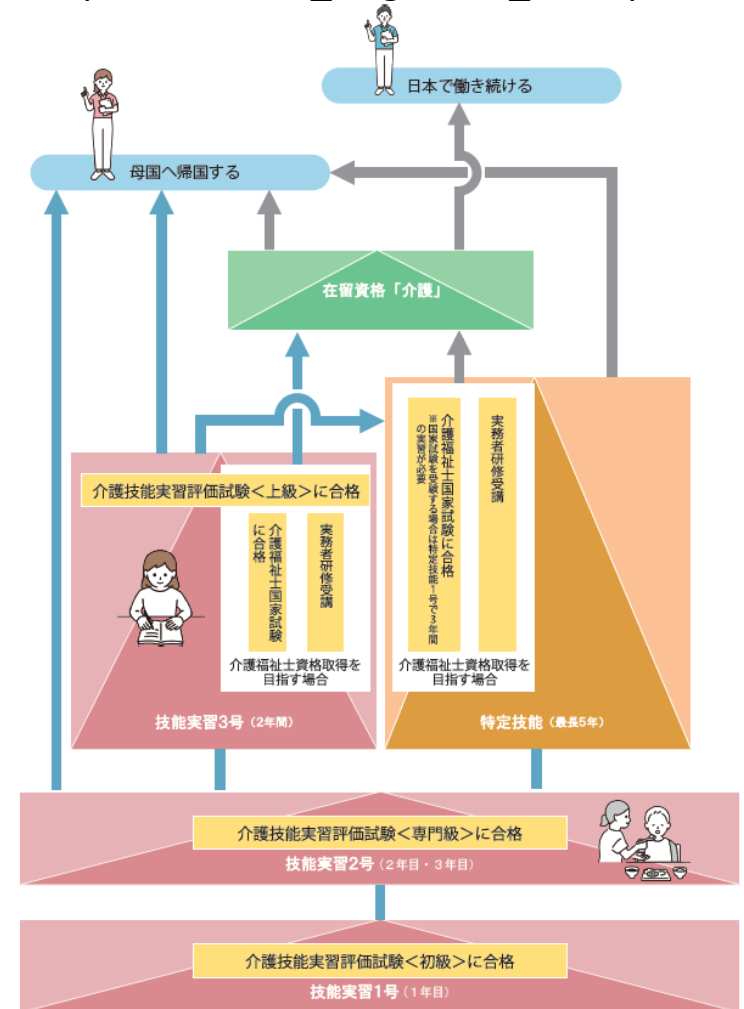 日本で働き続ける
母国へ帰国する
在留資格「介護」
介護技能実習評価試験<上級>に合格
介護福祉士国家試験
に合格
実務者研修受講
介護福祉士資格取得を
目指す場合
技能実習3号（2年間）
介護福祉士国家試験に合格
※国家試験を受験する場合は特定技能1号で3年間
の実習が必要
実務者研修受講
介護福祉士資格取得を
目指す場合
特定技能（最長5年）
介護技能実習評価試験<専門級>に合格
技能実習2号（2年目・3年目）
介護技能実習評価試験<初級>に合格
技能実習1号（1年目）